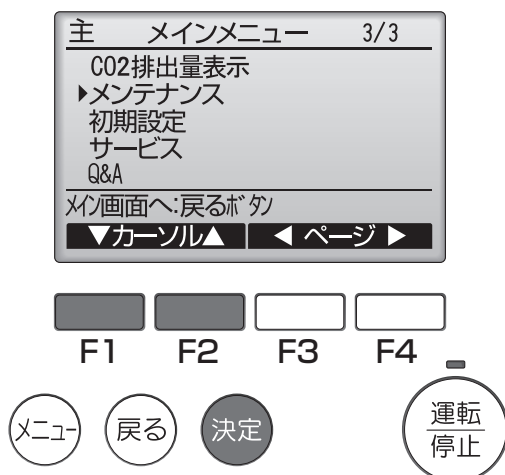 主 メインメニュー 3/3
CO2排出量表示
▶メンテナンス
初期設定
サービス
Q&A
メイン画面へ:戻るボタン
▼カーソル▲ ◀ ページ ▶
F1 F2 F3 F4
メニュー 戻る 決定 運転
停止